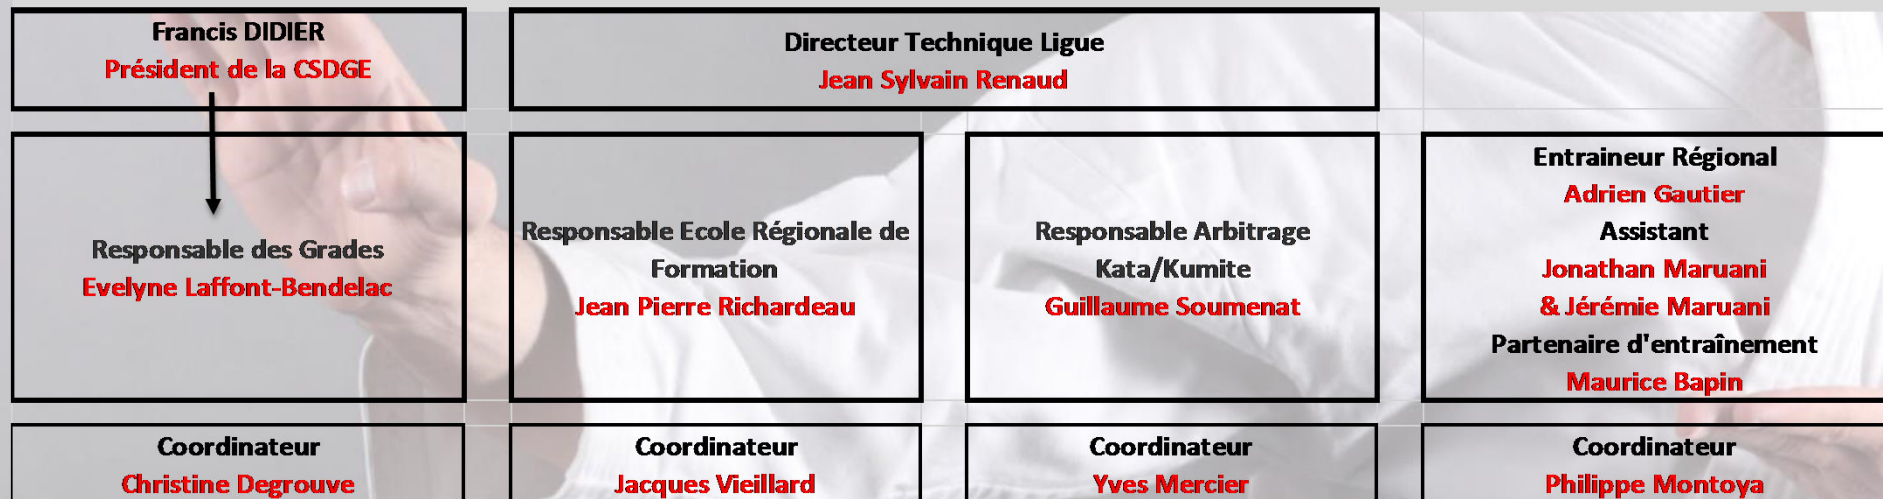 Francis DIDIER
Président de la CSDGE
Directeur Technique Ligue
Jean Sylvain Renaud
Responsable des Grades
Evelyne Laffont-Bendelac
Responsable Ecole Régionale de
Formation
Jean Pierre Richardeau
Responsable Arbitrage
Kata/Kumite
Guillaume Soumenat
Entraineur Régional
Adrien Gautier
Assistant
Jonathan Maruani
& Jérémie Maruani
Partenaire d'entraînement
Maurice Bapin
Coordinateur
Christine Degrouve
Coordinateur
Jacques Vieillard
Coordinateur
Yves Mercier
Coordinateur
Philippe Montoya